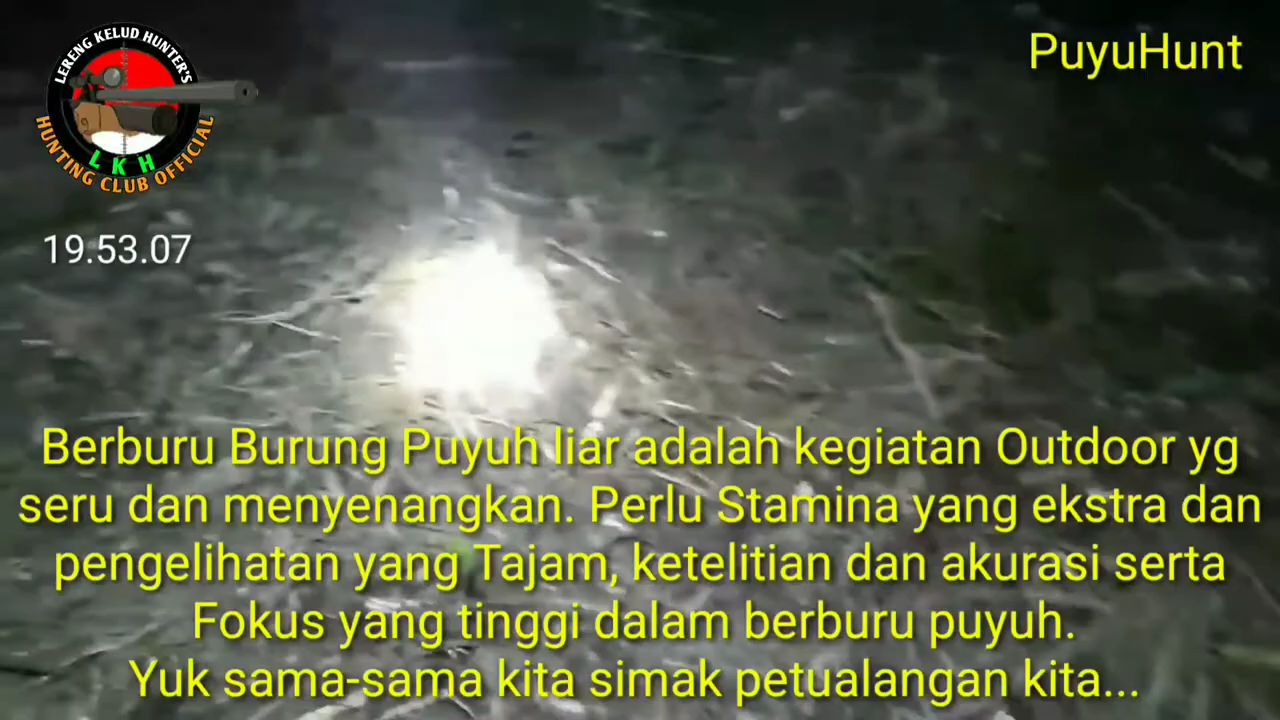 LERENG KELUD HUNTER'S
LKH
HUNTING CLUB OFFICIAL
PuyuHunt
19.53.07
Berburu Burung Puyuh liar adalah kegiatan Outdoor yg
seru dan menyenangkan. Perlu Stamina yang ekstra dan
pengelihatan yang Tajam, ketelitian dan akurasi serta
Fokus yang tinggi dalam berburu puyuh.
Yuk sama-sama kita simak petualangan kita...